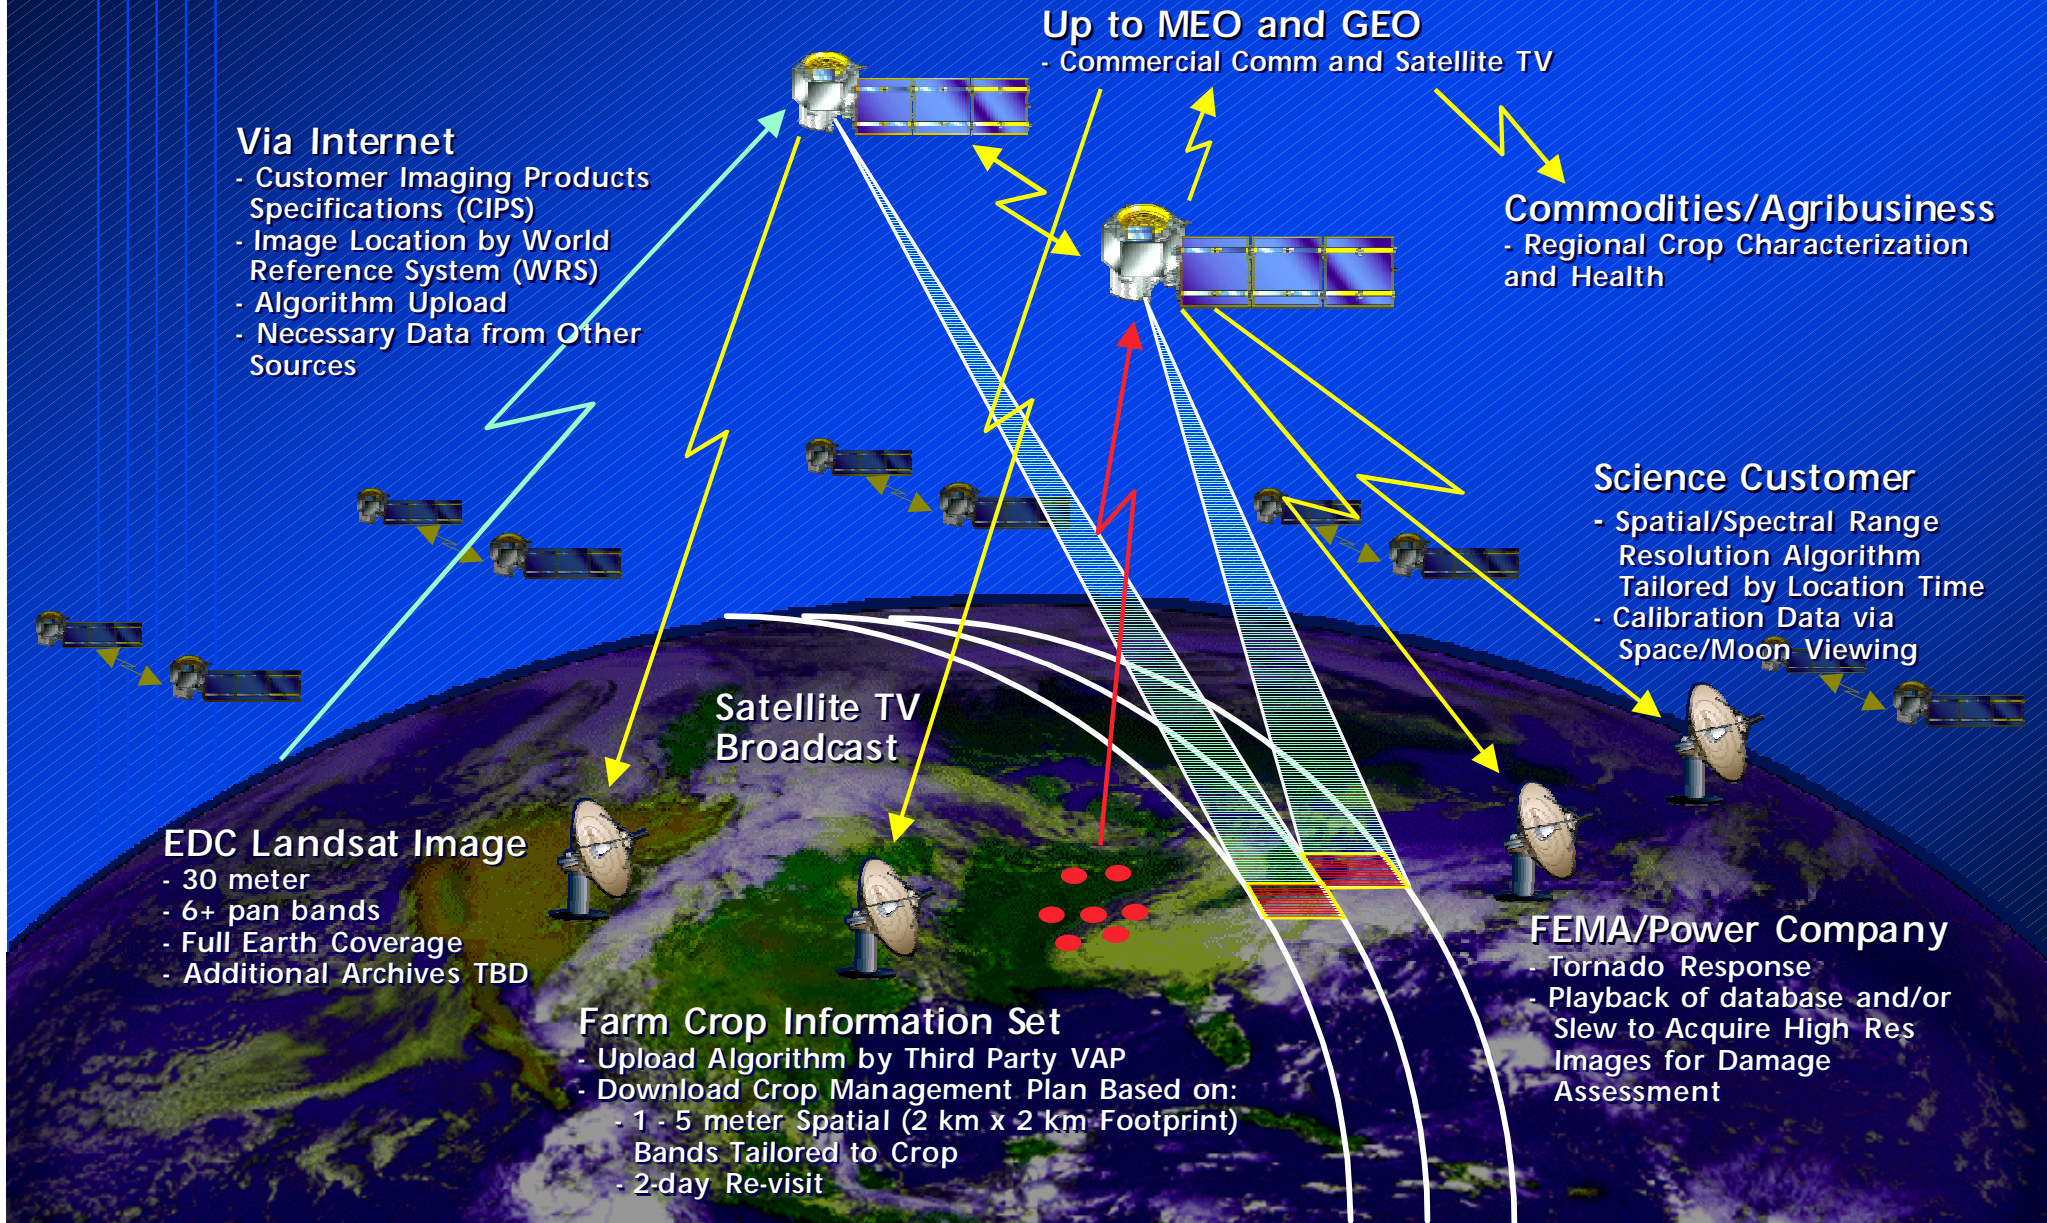 Up to MEO and GEO
- Commercial Comm and Satellite TV
Via Internet
- Customer Imaging Products
Specifications (CIPS)
- Image Location by World
Reference System (WRS)
- Algorithm Upload
- Necessary Data from Other
Sources
Commodities/Agribusiness
- Regional Crop Characterization
and Health
Science Customer
- Spatial/Spectral Range
Resolution Algorithm
Tailored by Location Time
- Calibration Data via
Space/Moon Viewing
Satellite TV
Broadcast
EDC Landsat Image
- 30 meter
- 6+ pan bands
- Full Earth Coverage
- Additional Archives TBD
FEMA/Power Company
- Tornado Response
- Playback of database and/or
Slew to Acquire High Res
Images for Damage
Assessment
Farm Crop Information Set
- Upload Algorithm by Third Party VAP
- Download Crop Management Plan Based on:
- 1 - 5 meter Spatial (2 km x 2 km Footprint)
Bands Tailored to Crop
- 2-day Re-visit